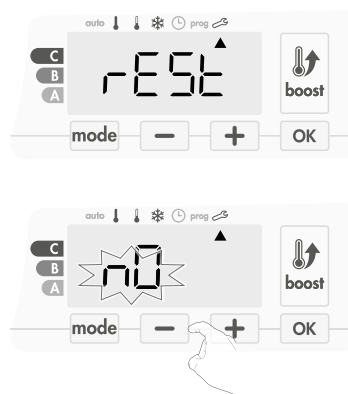 auto prog
C
B
A
rESt
boost
mode − + OK
auto prog
C
B
A
nO
boost
mode − + OK